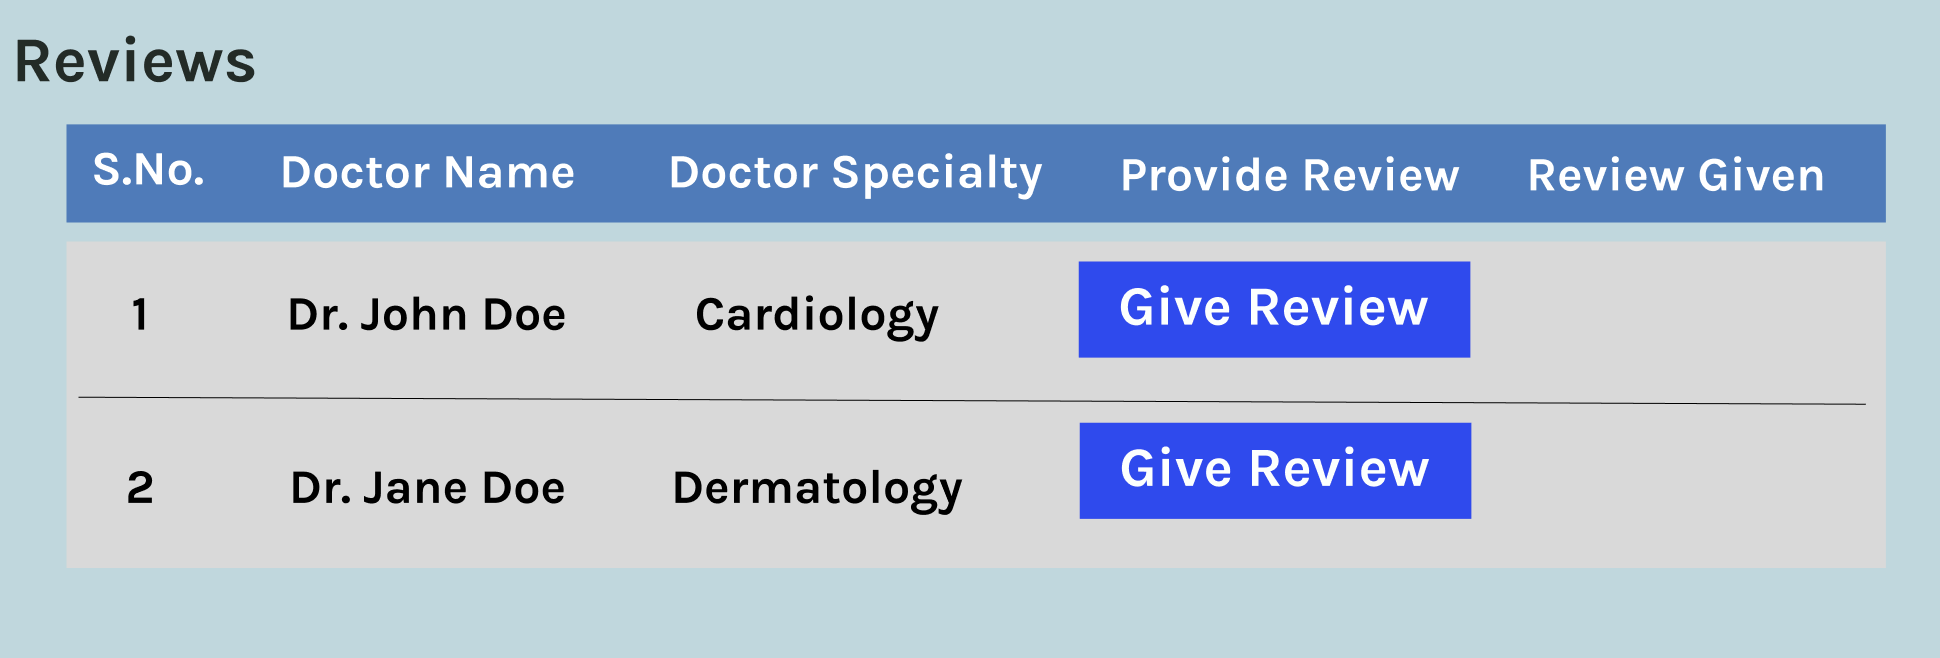 Reviews
S.No. Doctor Name Doctor Specialty Provide Review Review Given
1 Dr. John Doe Cardiology Give Review
2 Dr. Jane Doe Dermatology Give Review